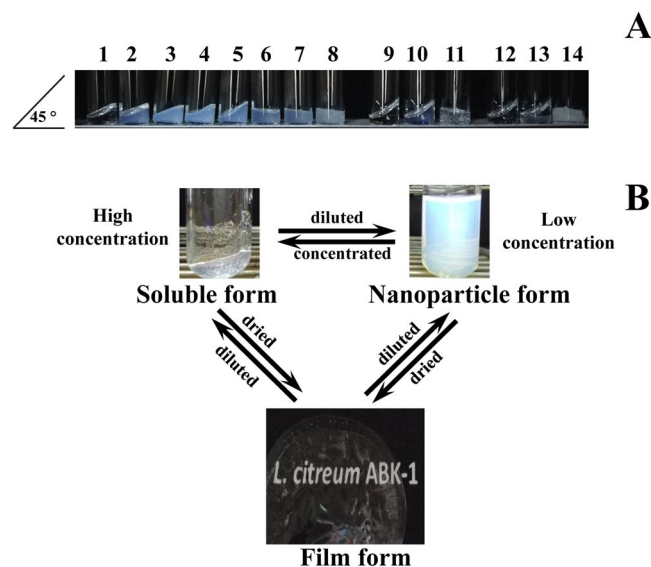 A
1 2 3 4 5 6 7 8 9 10 11 12 13 14
45 °
B
High
concentration
diluted
concentrated
Low
concentration
Soluble form
Nanoparticle form
dried
diluted
diluted
dried
L. citreum ABK-1
Film form